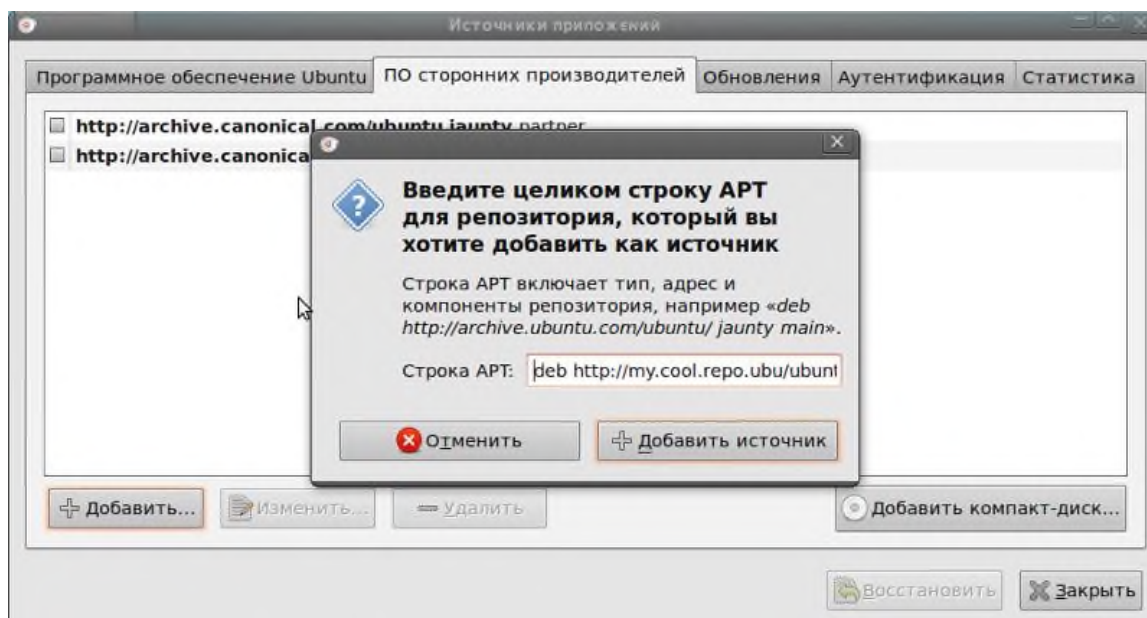 Источники приложений
Программное обеспечение Ubuntu ПО сторонних производителей Обновления Аутентификация Статистика
http://archive.canonical.com/ubuntu jaunty partner
http://archive.canonical
Введите целиком строку APT
для репозитория, который вы
хотите добавить как источник
Строка APT включает тип, адрес и
компоненты репозитория, например «deb
http://archive.ubuntu.com/ubuntu/ jaunty main».
Строка APT: deb http://my.cool.repo.ubu/ubunt
Отменить Добавить источник
Добавить... Изменить... Удалить Добавить компакт-диск...
Восстановить Закрыть